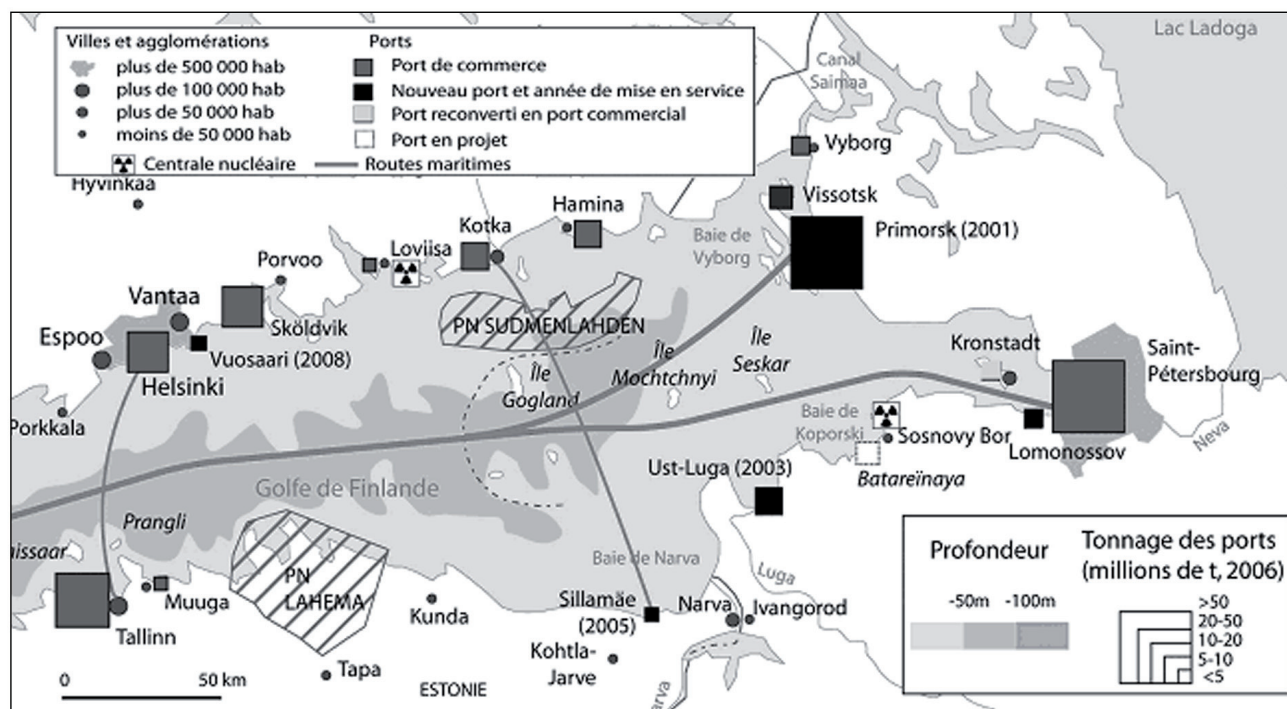 Villes et agglomérations
plus de 500 000 hab
plus de 100 000 hab
plus de 50 000 hab
moins de 50 000 hab
Ports
Port de commerce
Nouveau port et année de mise en service
Port reconverti en port commercial
Port en projet
Centrale nucléaire
Routes maritimes
Lac Ladoga
Canal
Saimaa
Hyvinkaa
Vyborg
Vissotsk
Hamina
Kotka
Baie de
Vyborg
Primorsk (2001)
Loviisa
Porvoo
Vantaa
Sköldvik
PN SUDMENLAHDEN
Espoo
Vuosaari (2008)
Helsinki
Île
Mochtchnyi
Île
Seskar
Île
Gogland
Kronstadt
Saint-
Pétersbourg
Porkkala
Baie de
Koporski
Sosnovy Bor
Lomonossov
Neva
Ust-Luga (2003)
Batareïnaya
Golfe de Finlande
Prangli
aissaar
Baie de Narva
Luga
PN
LAHEMA
Muuga
Tallinn
Kunda
Sillamäe
(2005)
Narva
Ivangorod
Kohtla-
Jarve
Tapa
ESTONIE
arva
0
50 km
Profondeur
-50m
-100m
Tonnage des ports
(millions de t, 2006)
>50
20-50
10-20
5-10
<5